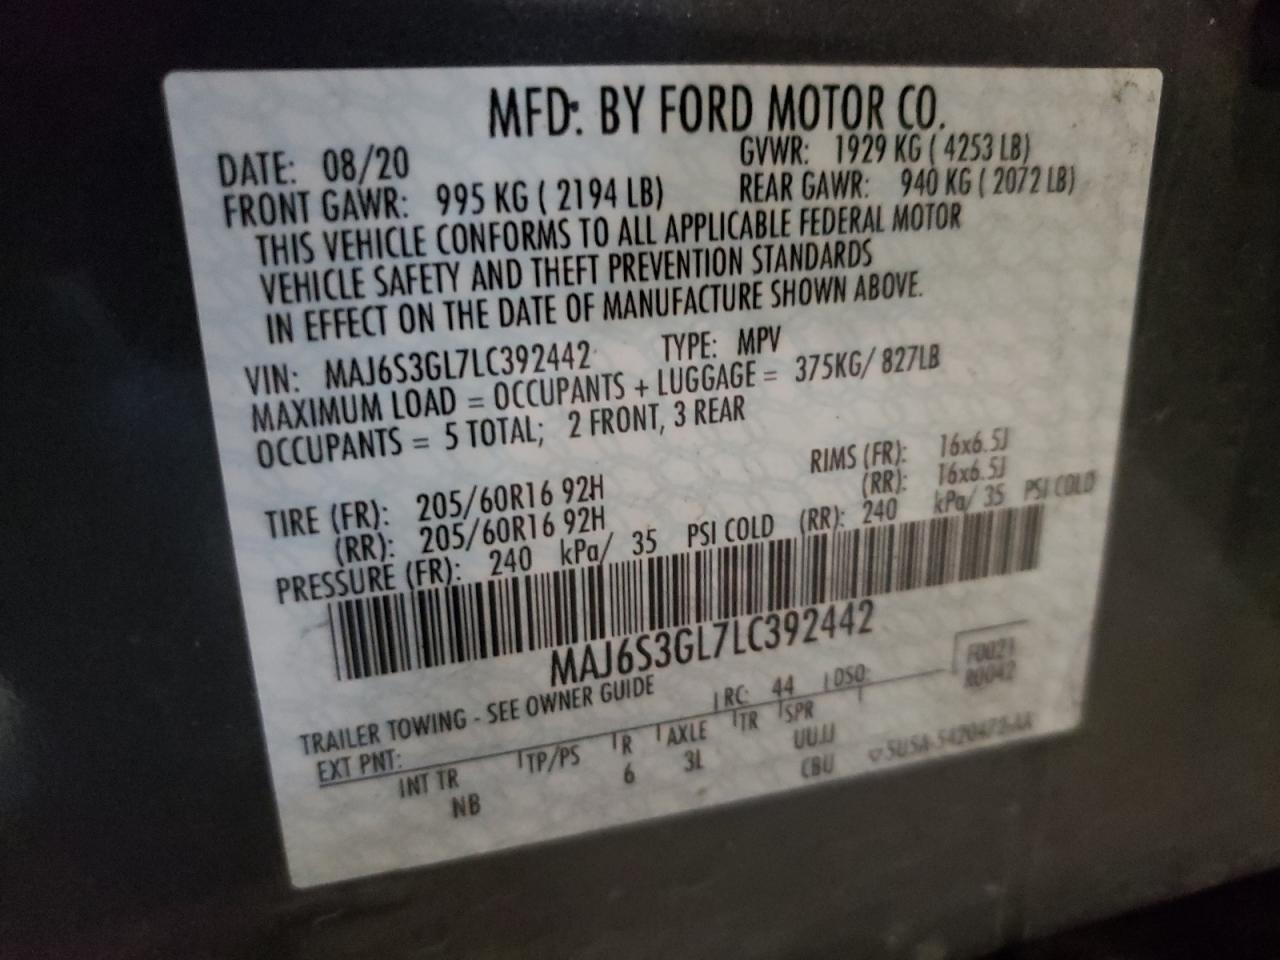 MFD: BY FORD MOTOR CO.
DATE: 08/20 GVWR: 1929 KG ( 4253 LB)
FRONT GAWR: 995 KG ( 2194 LB) REAR GAWR: 940 KG ( 2072 LB)
THIS VEHICLE CONFORMS TO ALL APPLICABLE FEDERAL MOTOR
VEHICLE SAFETY AND THEFT PREVENTION STANDARDS
IN EFFECT ON THE DATE OF MANUFACTURE SHOWN ABOVE.
VIN: MAJ6S3GL7LC392442 TYPE: MPV
MAXIMUM LOAD = OCCUPANTS + LUGGAGE = 375KG/ 827LB
OCCUPANTS = 5 TOTAL; 2 FRONT, 3 REAR
TIRE (FR): 205/60R16 92H RIMS (FR): 16x6.5J
(RR): 205/60R16 92H (RR): 16x6.5J
PRESSURE (FR): 240 kPa/ 35 PSI COLD (RR): 240 kPa/ 35 PSI COLD
MAJ6S3GL7LC392442
TRAILER TOWING - SEE OWNER GUIDE
F0021
R0042
EXT PNT: RC: 44 DSO:
INT TR TP/PS R AXLE TR SPR
NB 6 3L UUJJ
CBU